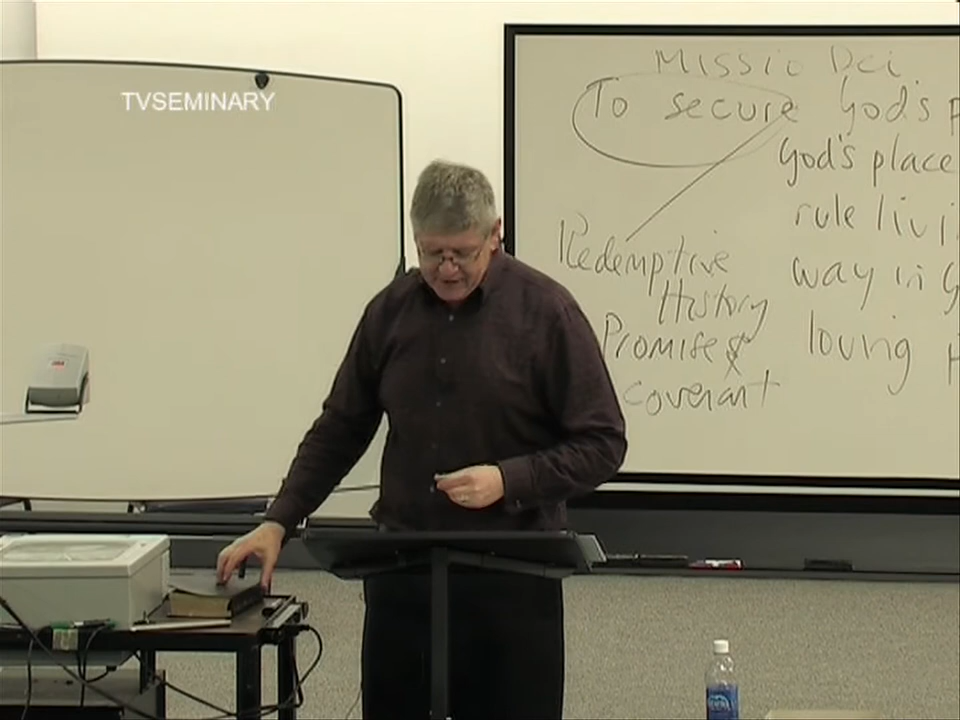 TVSEMINARY
Missio Dei
To secure God's
God's place
rule
way in
loving
Redemptive
History
Promise &
covenant